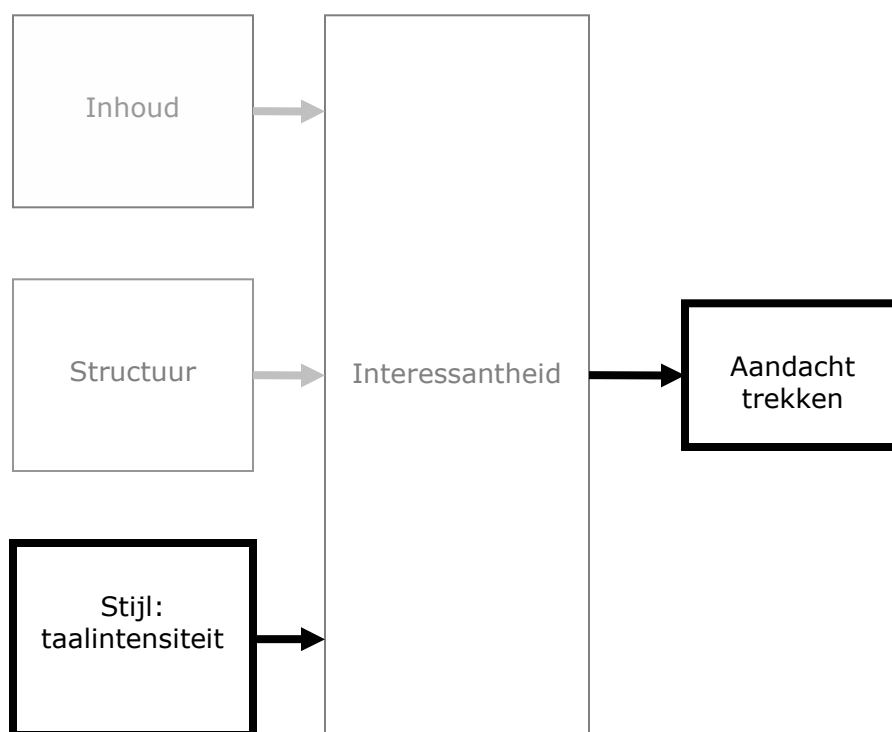 Inhoud
Structuur
Interessantheid
Aandacht
trekken
Stijl:
taalintensiteit